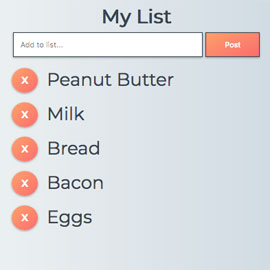 My List
Add to list... Post
x Peanut Butter
x Milk
x Bread
x Bacon
x Eggs